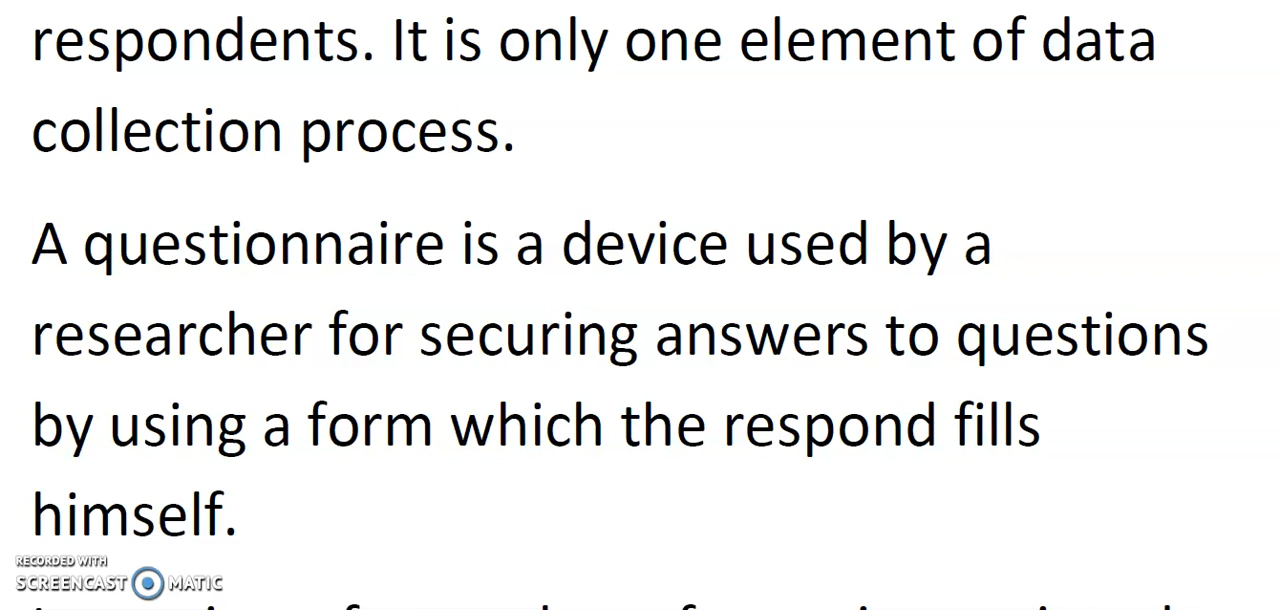 respondents. It is only one element of data
collection process.
A questionnaire is a device used by a
researcher for securing answers to questions
by using a form which the respond fills
himself.
RECORDED WITH
SCREENCAST MATIC